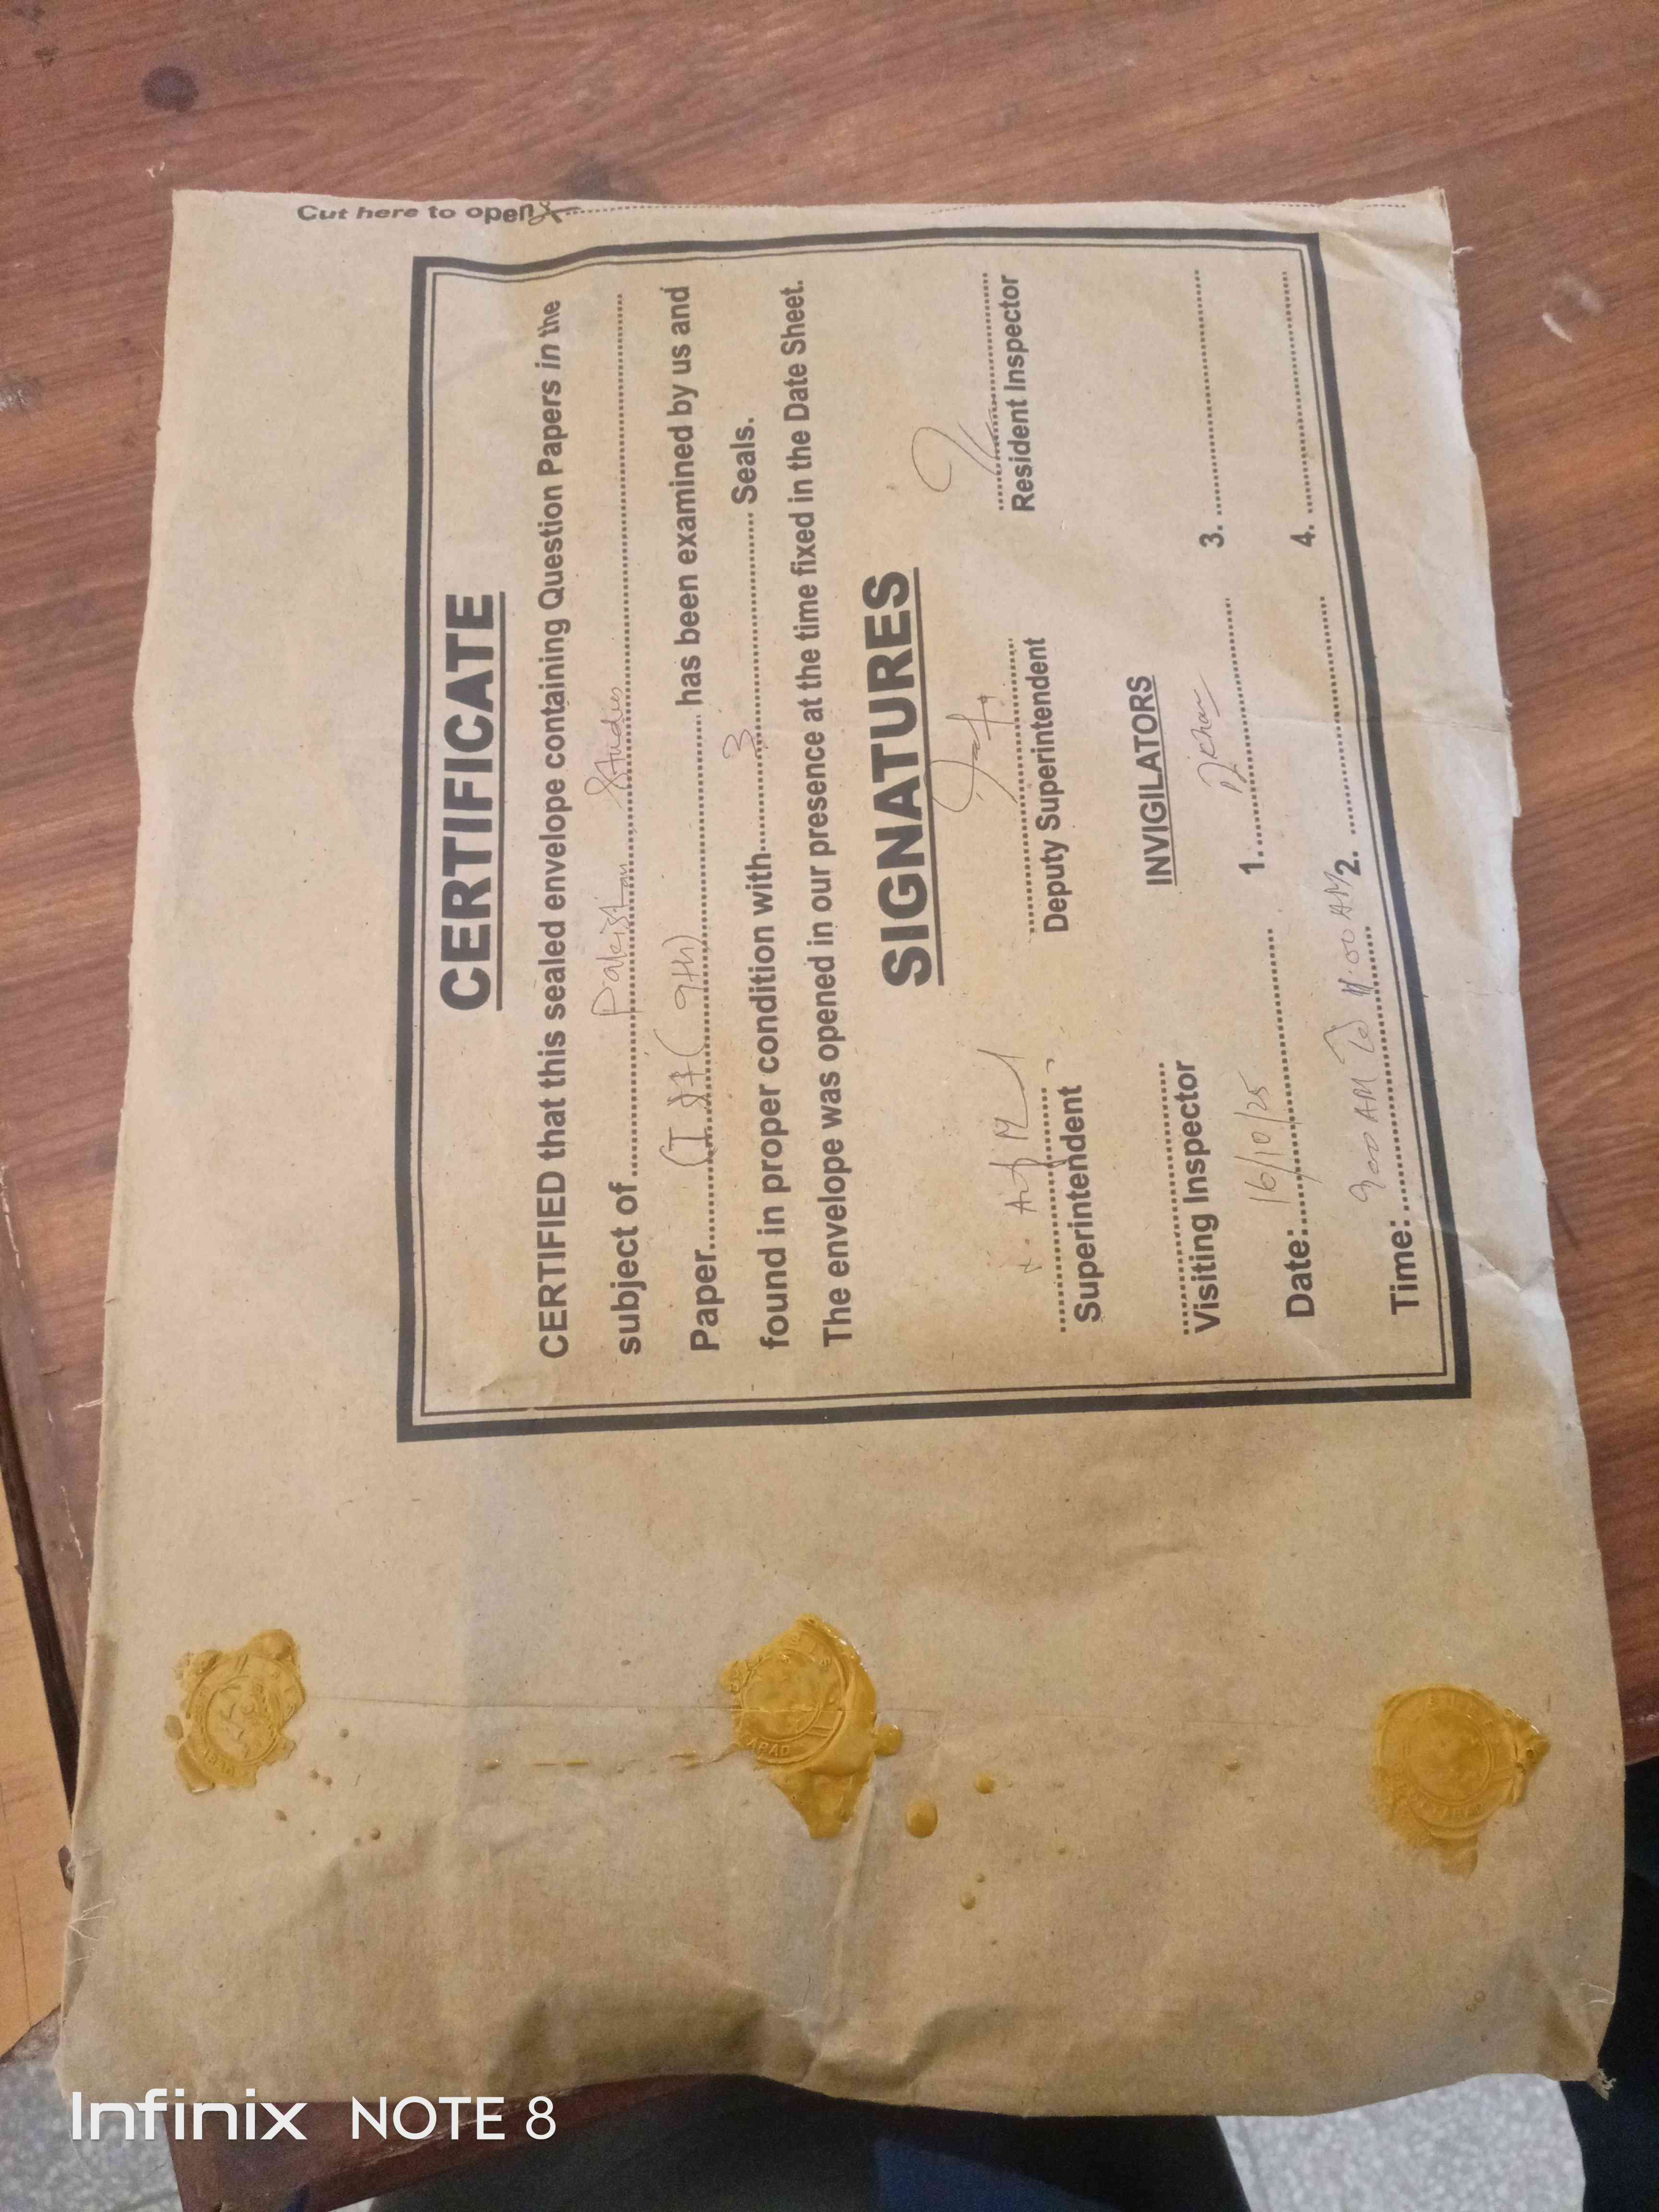 Cut here to open
CERTIFICATE
CERTIFIED that this sealed envelope containing Question Papers in the
subject of Pakistan Studies
Paper (I) (9th) has been examined by us and
found in proper condition with 3 Seals.
The envelope was opened in our presence at the time fixed in the Date Sheet.
SIGNATURES
Superintendent Deputy Superintendent Resident Inspector
INVIGILATORS
Visiting Inspector 1. Khan 3.
Date: 16/10/25 2. 4.
Time: 9:00 AM To 11:00 AM
Infinix NOTE 8